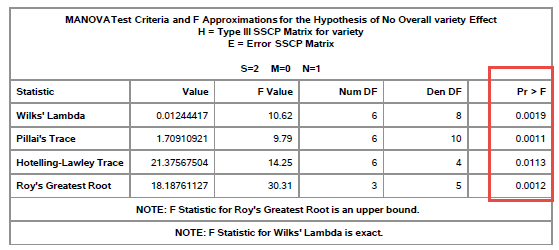 MANOVATest Criteria and F Approximations for the Hypothesis of No Overall variety Effect
H = Type III SSCP Matrix for variety
E = Error SSCP Matrix
S=2 M=0 N=1
Statistic Value F Value Num DF Den DF Pr > F
Wilks' Lambda 0.01244417 10.62 6 8 0.0019
Pillai's Trace 1.70910921 9.79 6 10 0.0011
Hotelling-Lawley Trace 21.37567504 14.25 6 4 0.0113
Roy's Greatest Root 18.18761127 30.31 3 5 0.0012
NOTE: F Statistic for Roy's Greatest Root is an upper bound.
NOTE: F Statistic for Wilks' Lambda is exact.